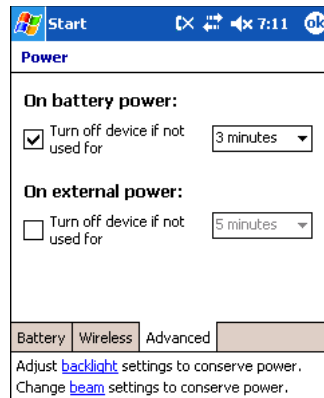 Start 7:11 ok
Power
On battery power:
Turn off device if not
used for
3 minutes
On external power:
Turn off device if not
used for
5 minutes
Battery Wireless Advanced
Adjust backlight settings to conserve power.
Change beam settings to conserve power.